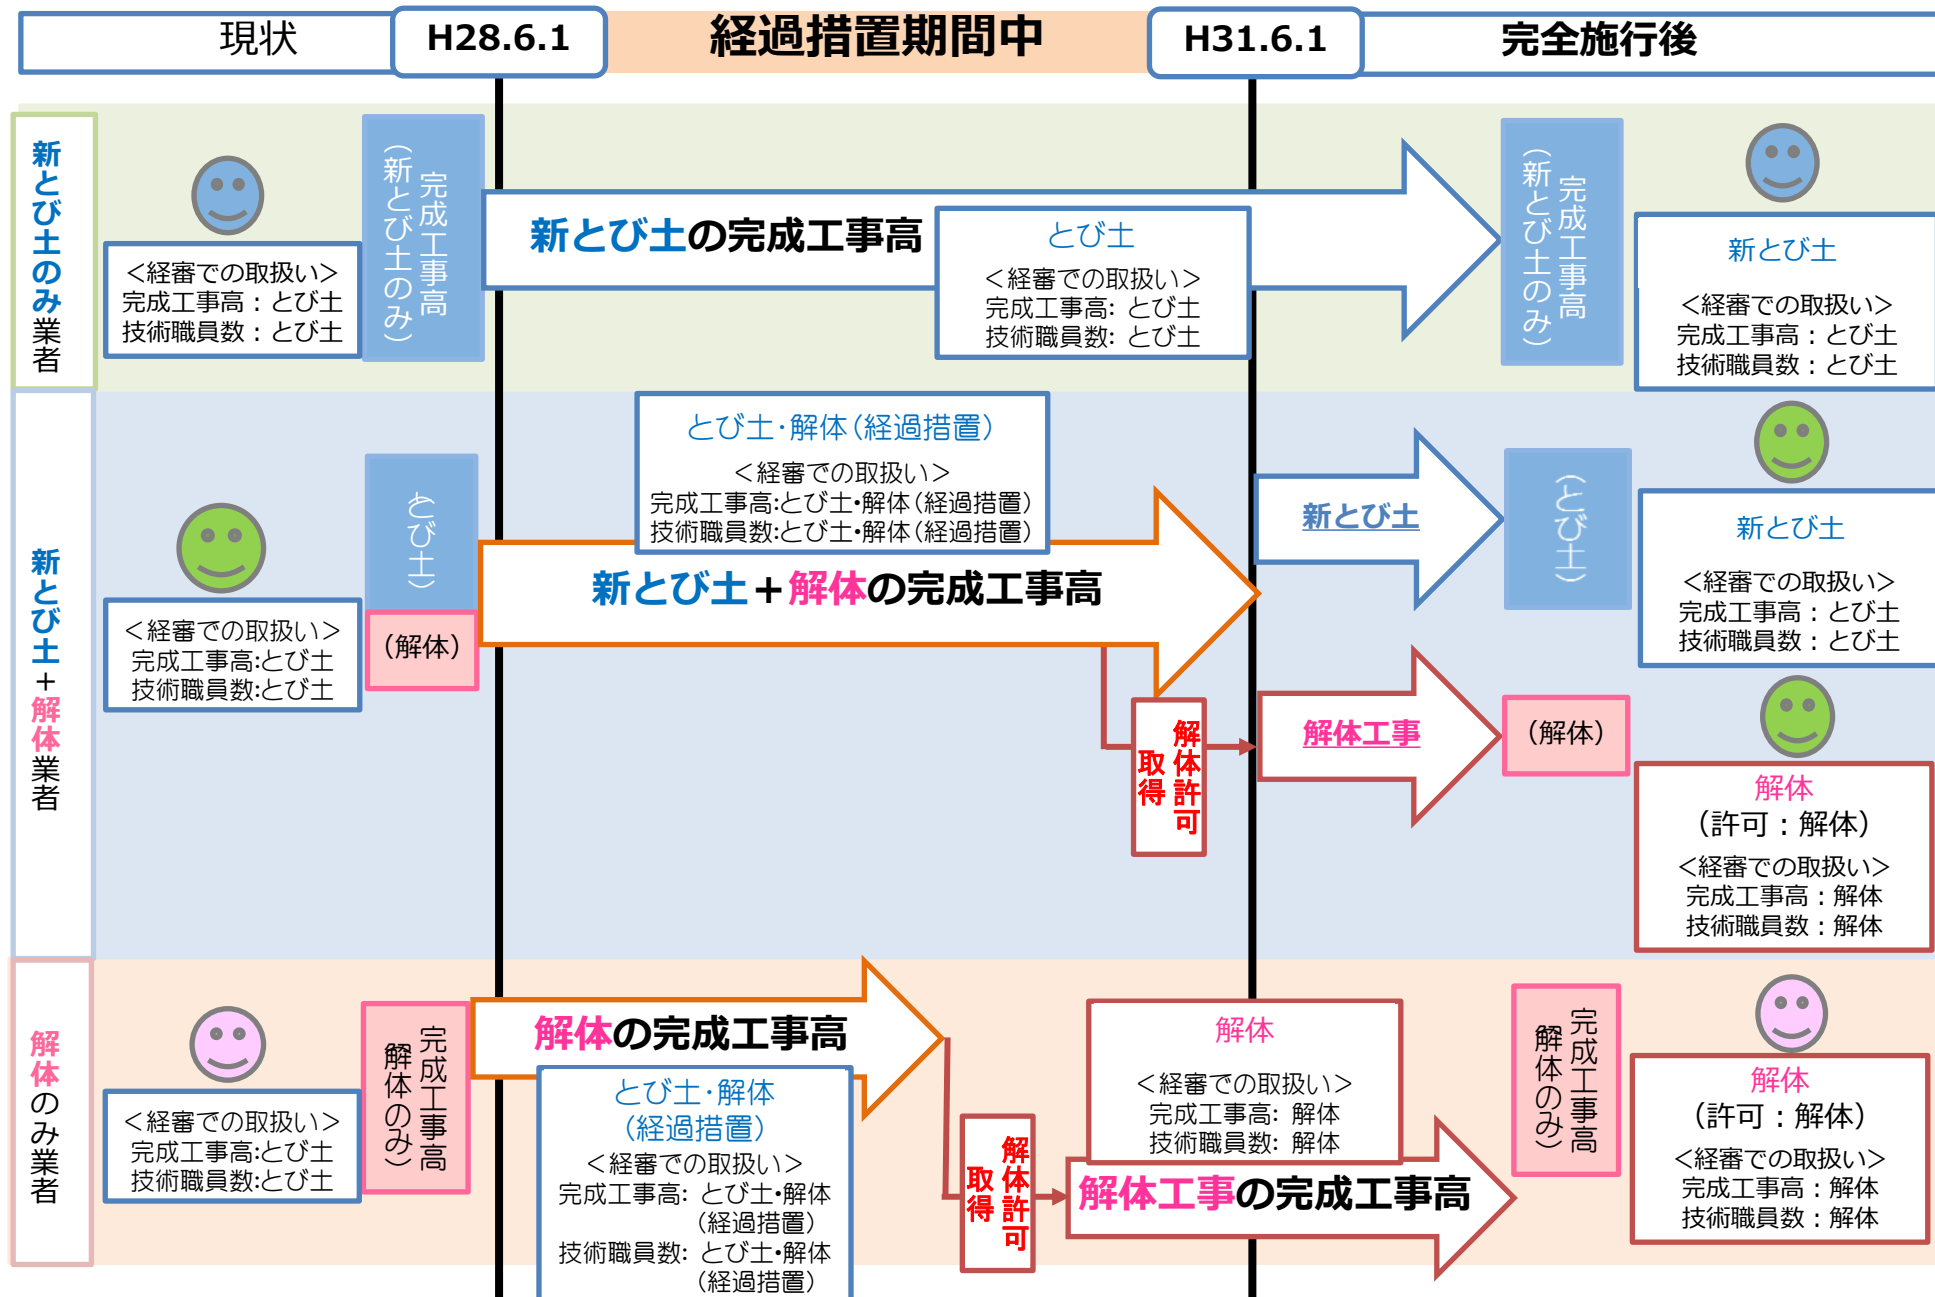 現状
H28.6.1
経過措置期間中
H31.6.1
完全施行後
新とび土のみ業者
<経審での取扱い>
完成工事高：とび土
技術職員数：とび土
完成工事高
（新とび土のみ）
新とび土の完成工事高
とび土
<経審での取扱い>
完成工事高: とび土
技術職員数: とび土
完成工事高
（新とび土のみ）
新とび土
<経審での取扱い>
完成工事高：とび土
技術職員数：とび土
新とび土+解体業者
<経審での取扱い>
完成工事高:とび土
技術職員数:とび土
（とび土）
（解体）
とび土・解体（経過措置）
<経審での取扱い>
完成工事高:とび土・解体（経過措置）
技術職員数:とび土・解体（経過措置）
新とび土＋解体の完成工事高
解体許可
取得
新とび土
解体工事
（とび土）
（解体）
新とび土
<経審での取扱い>
完成工事高：とび土
技術職員数：とび土
解体
（許可：解体）
<経審での取扱い>
完成工事高：解体
技術職員数：解体
解体のみ業者
<経審での取扱い>
完成工事高:とび土
技術職員数:とび土
完成工事高
解体のみ）
解体の完成工事高
とび土・解体
（経過措置）
<経審での取扱い>
完成工事高: とび土・解体
（経過措置）
技術職員数: とび土・解体
（経過措置）
解体許可
取得
解体
<経審での取扱い>
完成工事高: 解体
技術職員数: 解体
解体工事の完成工事高
完成工事高
解体のみ）
解体
（許可：解体）
<経審での取扱い>
完成工事高：解体
技術職員数：解体